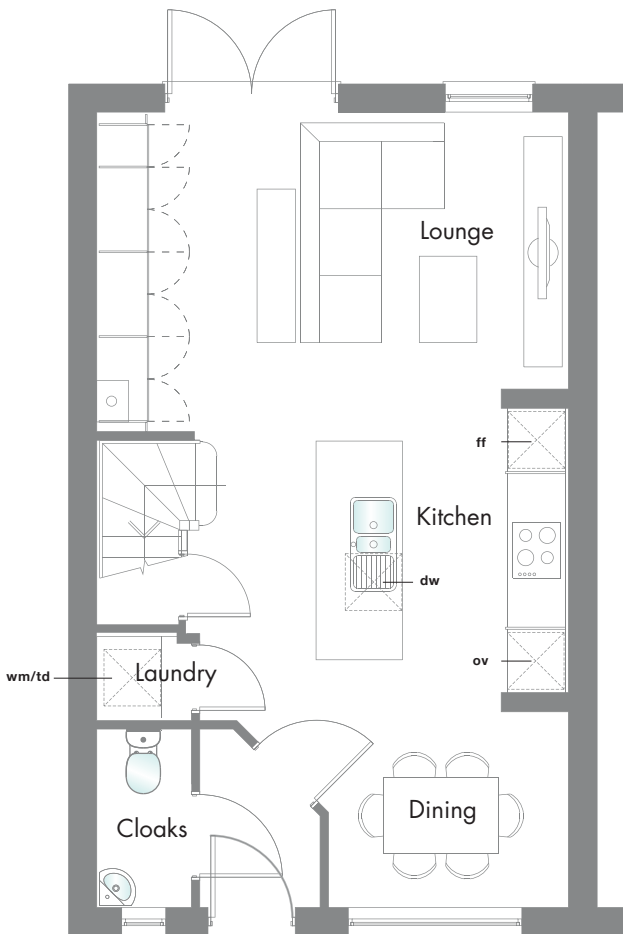 Lounge
ff
Kitchen
dw
ov
wm/td
Laundry
Dining
Cloaks